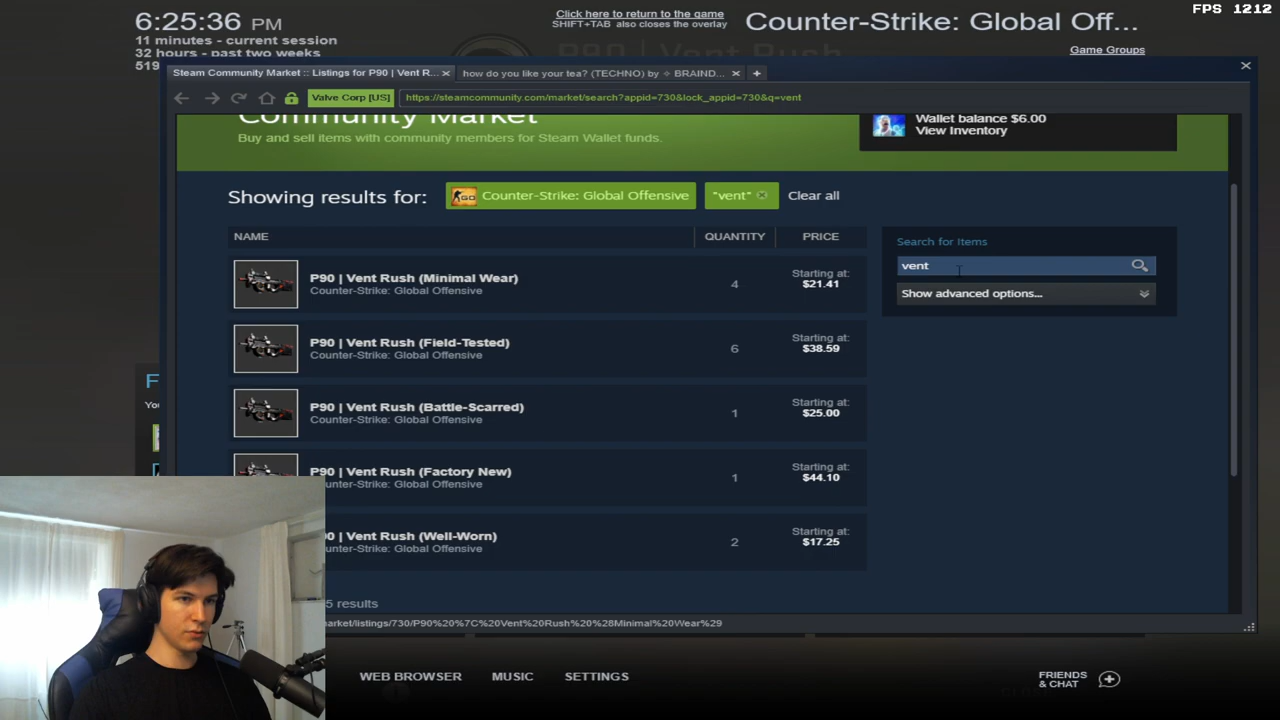 6:25:36 PM
11 minutes - current session
32 hours - past two weeks
519
Click here to return to the game
SHIFT+TAB also closes the overlay
Counter-Strike: Global Off...
Game Groups
FPS 1212
P90 | Vent Rush
Steam Community Market :: Listings for P90 | Vent R...
how do you like your tea? (TECHNO) by ✧ BRAIND...
Valve Corp [US]
https://steamcommunity.com/market/search?appid=730&lock_appid=730&q=vent
Community Market
Buy and sell items with community members for Steam Wallet funds.
Wallet balance $6.00
View Inventory
Showing results for:
Counter-Strike: Global Offensive
"vent"
Clear all
NAME
QUANTITY
PRICE
P90 | Vent Rush (Minimal Wear)
Counter-Strike: Global Offensive
4
Starting at:
$21.41
P90 | Vent Rush (Field-Tested)
Counter-Strike: Global Offensive
6
Starting at:
$38.59
P90 | Vent Rush (Battle-Scarred)
Counter-Strike: Global Offensive
1
Starting at:
$25.00
P90 | Vent Rush (Factory New)
Counter-Strike: Global Offensive
1
Starting at:
$44.10
90 | Vent Rush (Well-Worn)
unter-Strike: Global Offensive
2
Starting at:
$17.25
5 results
Search for Items
vent
Show advanced options...
F
You
arket/listings/730/P90%20%7C%20Vent%20Rush%20%28Minimal%20Wear%29
WEB BROWSER
MUSIC
SETTINGS
FRIENDS
& CHAT